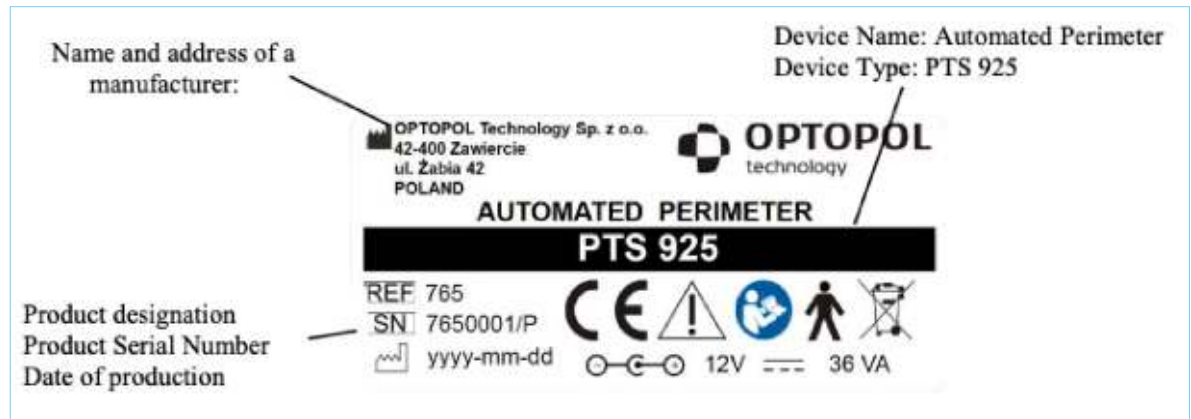 Name and address of a
manufacturer:
Device Name: Automated Perimeter
Device Type: PTS 925
OPTOPOL Technology Sp. z o.o.
42-400 Zawiercie
ul. Żabia 42
POLAND
OPTOPOL
technology
AUTOMATED PERIMETER
PTS 925
REF 765
SN 7650001/P
yyyy-mm-dd
CE
12V 36 VA
Product designation
Product Serial Number
Date of production